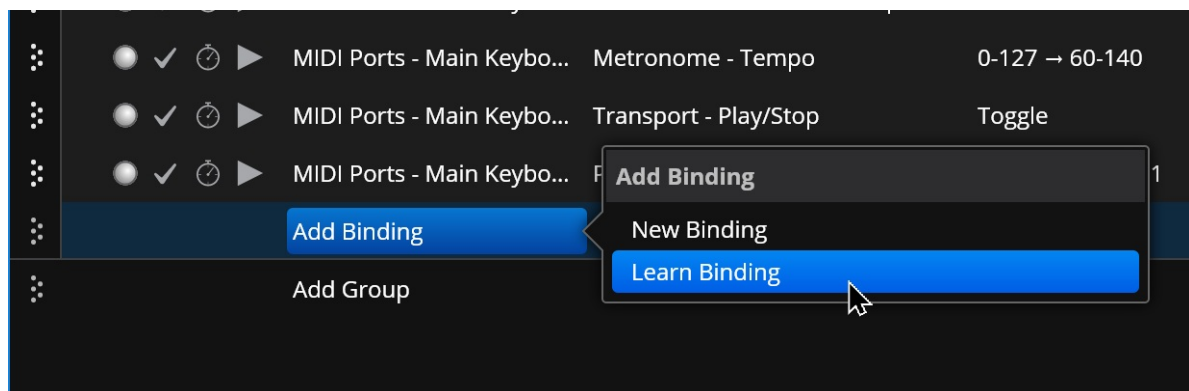 MIDI Ports - Main Keybo... Metronome - Tempo 0-127 → 60-140
MIDI Ports - Main Keybo... Transport - Play/Stop Toggle
MIDI Ports - Main Keybo...
Add Binding
Add Binding
New Binding
Learn Binding
Add Group